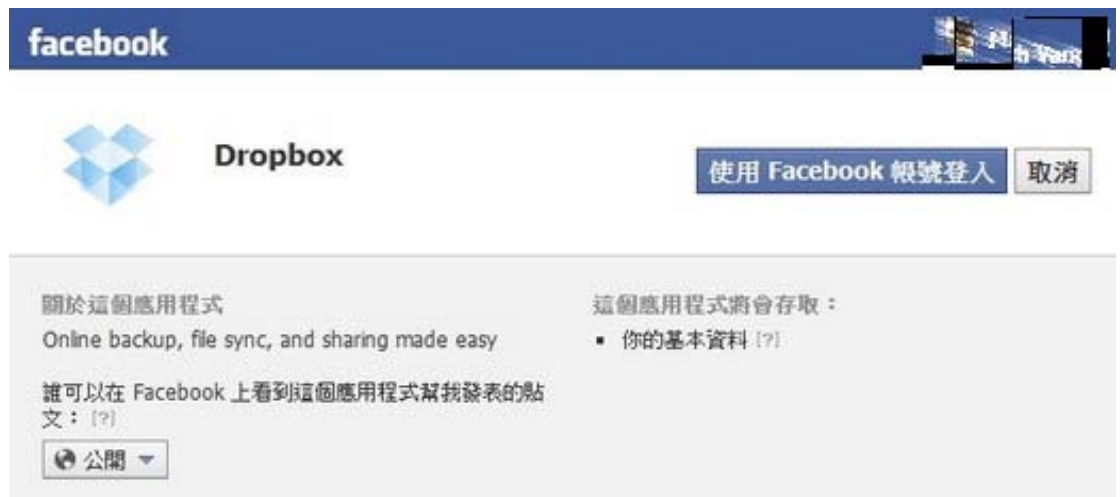 facebook
Dropbox
使用 Facebook 帳號登入
取消
關於這個應用程式
Online backup, file sync, and sharing made easy
誰可以在 Facebook 上看到這個應用程式幫我發表的貼
文： [?]
公開
這個應用程式將會存取：
▪ 你的基本資料 [?]